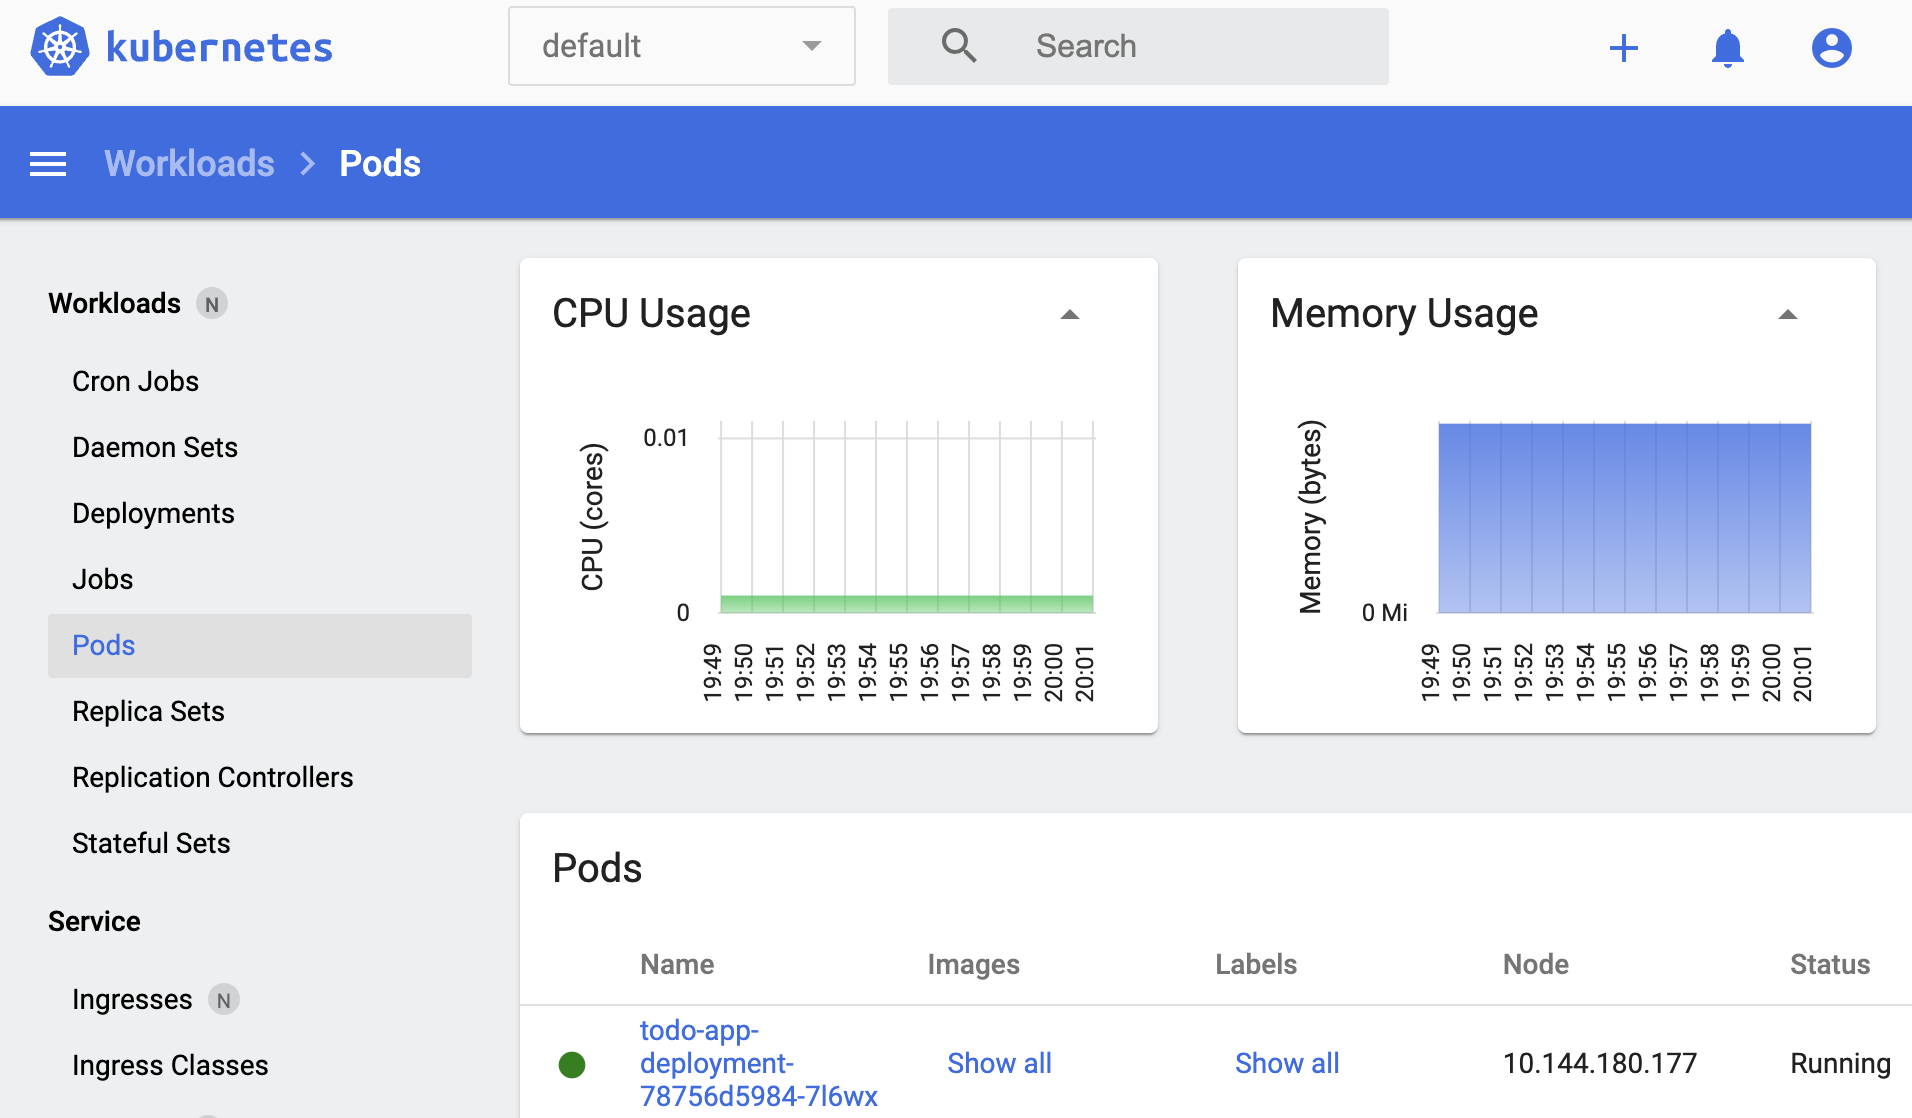 kubernetes
default
Search
Workloads > Pods
Workloads N
Cron Jobs
Daemon Sets
Deployments
Jobs
Pods
Replica Sets
Replication Controllers
Stateful Sets
Service
Ingresses N
Ingress Classes
CPU Usage
CPU (cores)
0.01
0
19:49 19:50 19:51 19:52 19:53 19:54 19:55 19:56 19:57 19:58 19:59 20:00 20:01
Memory Usage
Memory (bytes)
0 Mi
19:49 19:50 19:51 19:52 19:53 19:54 19:55 19:56 19:57 19:58 19:59 20:00 20:01
Pods
Name Images Labels Node Status
todo-app-
deployment-
78756d5984-7l6wx
Show all Show all 10.144.180.177 Running